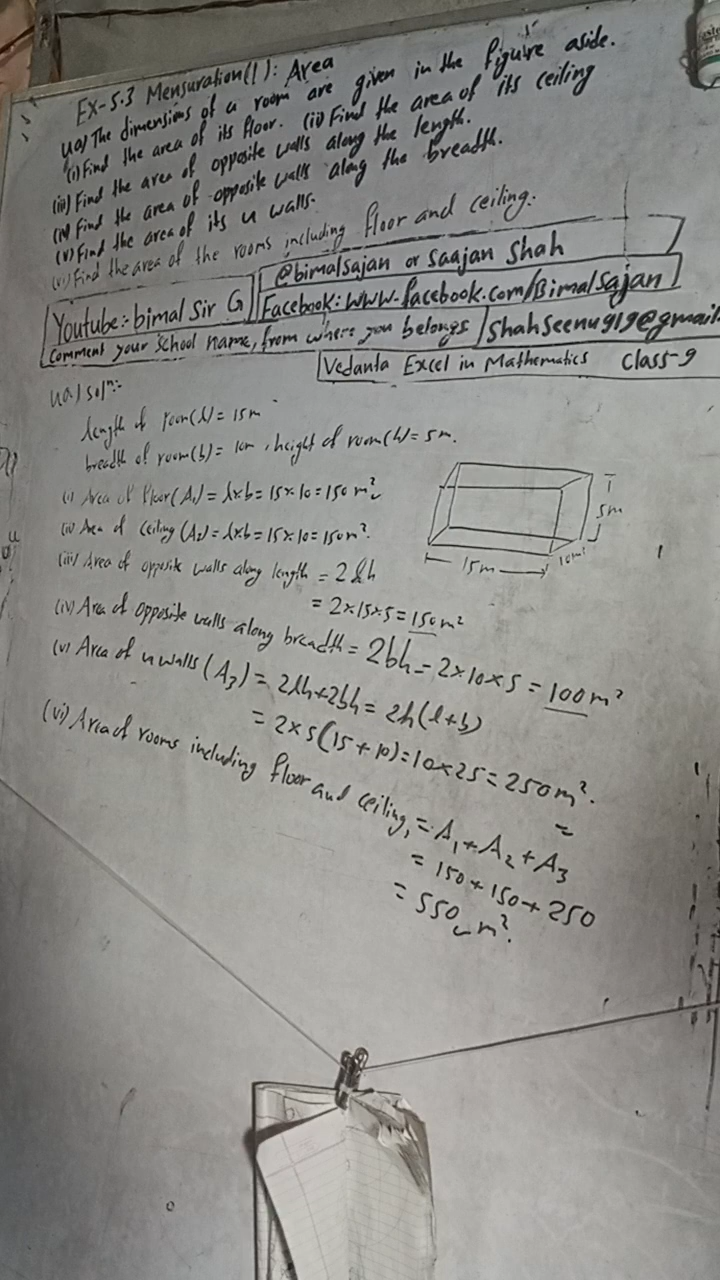 Ex-5.3 Mensuration(I): Area
4a) The dimensions of a room are given in the figure aside.
(i) Find the area of its floor. (ii) Find the area of its ceiling
(iii) Find the area of opposite walls along the length.
(iv) Find the area of opposite walls along the breadth.
(v) Find the area of its 4 walls.
(vi) Find the area of the rooms including floor and ceiling.
Youtube:- bimal Sir G
@bimalsajan or Saajan Shah
Facebook: www.facebook.com/BimalSajan
Comment your school name, from where you belongs
shahseenu919@gmail.
Vedanta Excel in Mathematics Class-9
4a) Solⁿ:-
length of room(l) = 15m
breadth of room(b) = 10m, height of room(h) = 5m.
(i) Area of floor(A₁) = l×b = 15×10 = 150 m²
(ii) Area of Ceiling (A₂) = l×b = 15×10 = 150m².
(iii) Area of opposite walls along length = 2lh
= 2×15×5 = 150m²
(iv) Area of opposite walls along breadth = 2bh = 2×10×5 = 100m²
(v) Area of 4 walls (A₃) = 2lh+2bh = 2h(l+b)
= 2×5(15+10) = 10×25 = 250m².
(vi) Area of rooms including floor and ceiling, = A₁+A₂+A₃
= 150+150+250
= 550 m².
5m
15m
10m